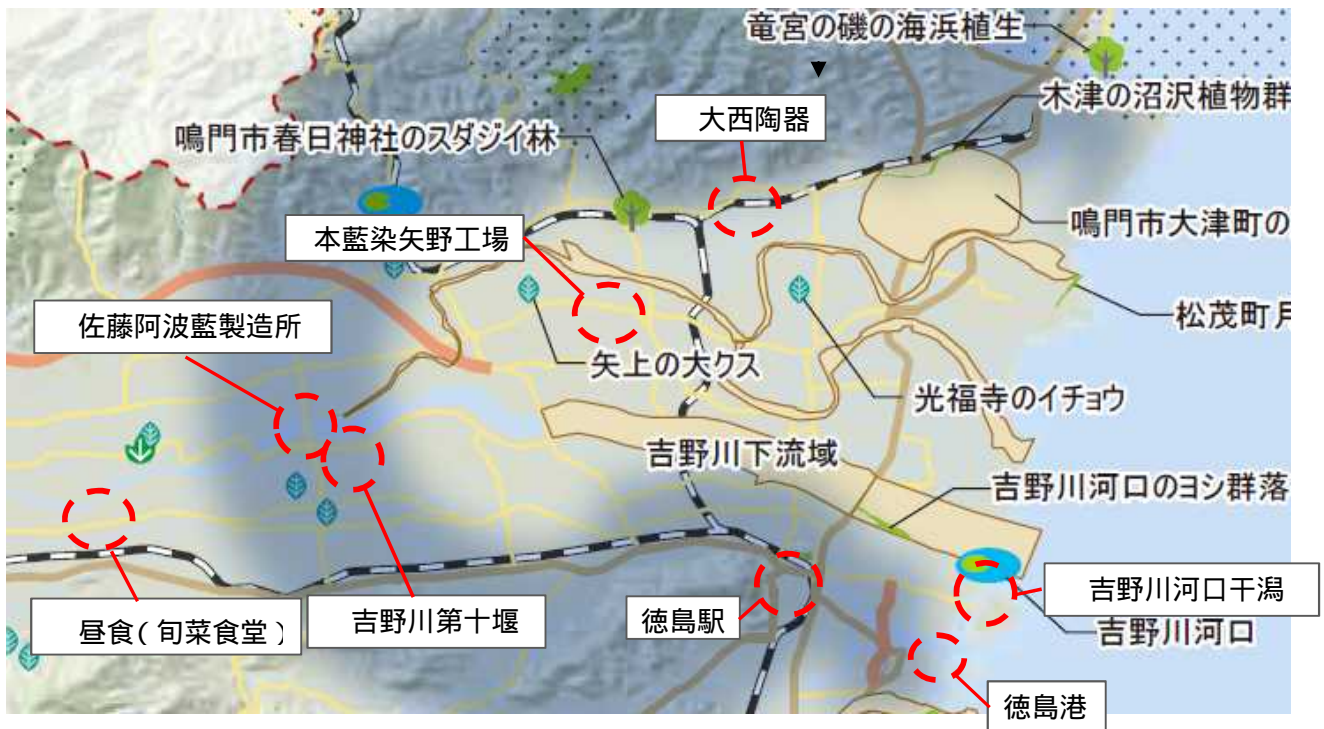 竜宮の磯の海浜植生
木津の沼沢植物群
大西陶器
鳴門市春日神社のスダジイ林
本藍染矢野工場
鳴門市大津町の
佐藤阿波藍製造所
松茂町月
矢上の大クス
光福寺のイチョウ
吉野川下流域
吉野川河口のヨシ群落
昼食(旬菜食堂)
吉野川第十堰
徳島駅
吉野川河口干潟
吉野川河口
徳島港